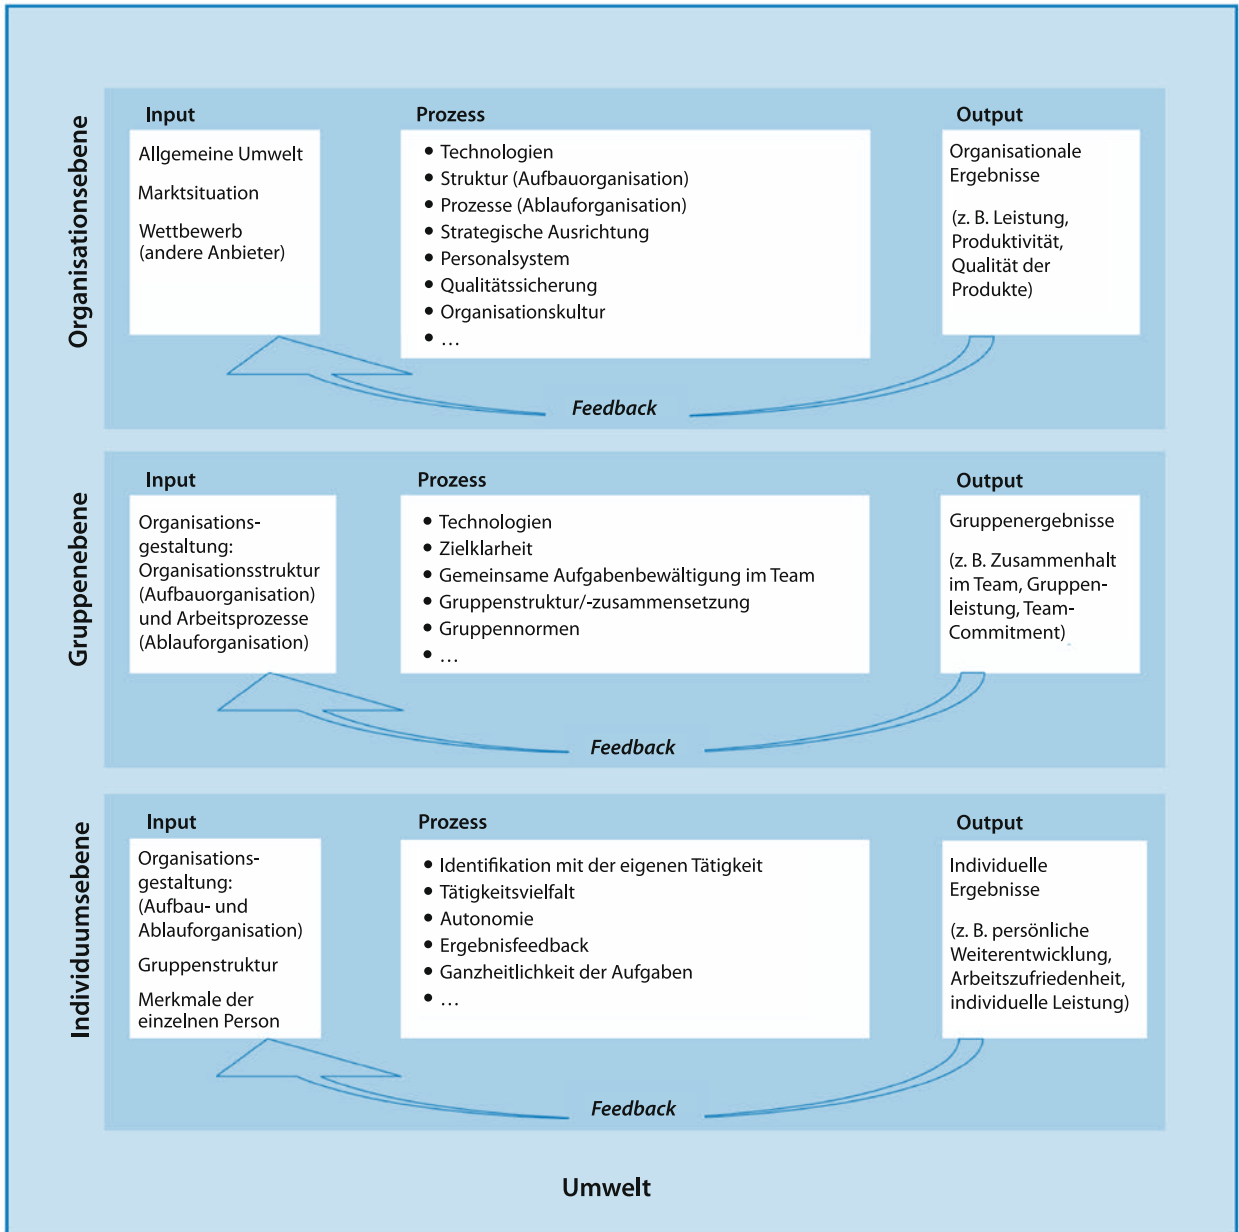 Organisationsebene
Input
Allgemeine Umwelt
Marktsituation
Wettbewerb
(andere Anbieter)
Prozess
• Technologien
• Struktur (Aufbauorganisation)
• Prozesse (Ablauforganisation)
• Strategische Ausrichtung
• Personalsystem
• Qualitätssicherung
• Organisationskultur
• …
Output
Organisationale
Ergebnisse
(z. B. Leistung,
Produktivität,
Qualität der
Produkte)
Feedback
Gruppenebene
Input
Organisations-
gestaltung:
Organisationsstruktur
(Aufbauorganisation)
und Arbeitsprozesse
(Ablauforganisation)
Prozess
• Technologien
• Zielklarheit
• Gemeinsame Aufgabenbewältigung im Team
• Gruppenstruktur/-zusammensetzung
• Gruppennormen
• …
Output
Gruppenergebnisse
(z. B. Zusammenhalt
im Team, Gruppen-
leistung, Team-
Commitment)
Feedback
Individuumsebene
Input
Organisations-
gestaltung:
(Aufbau- und
Ablauforganisation)
Gruppenstruktur
Merkmale der
einzelnen Person
Prozess
• Identifikation mit der eigenen Tätigkeit
• Tätigkeitsvielfalt
• Autonomie
• Ergebnisfeedback
• Ganzheitlichkeit der Aufgaben
• …
Output
Individuelle
Ergebnisse
(z. B. persönliche
Weiterentwicklung,
Arbeitszufriedenheit,
individuelle Leistung)
Feedback
Umwelt